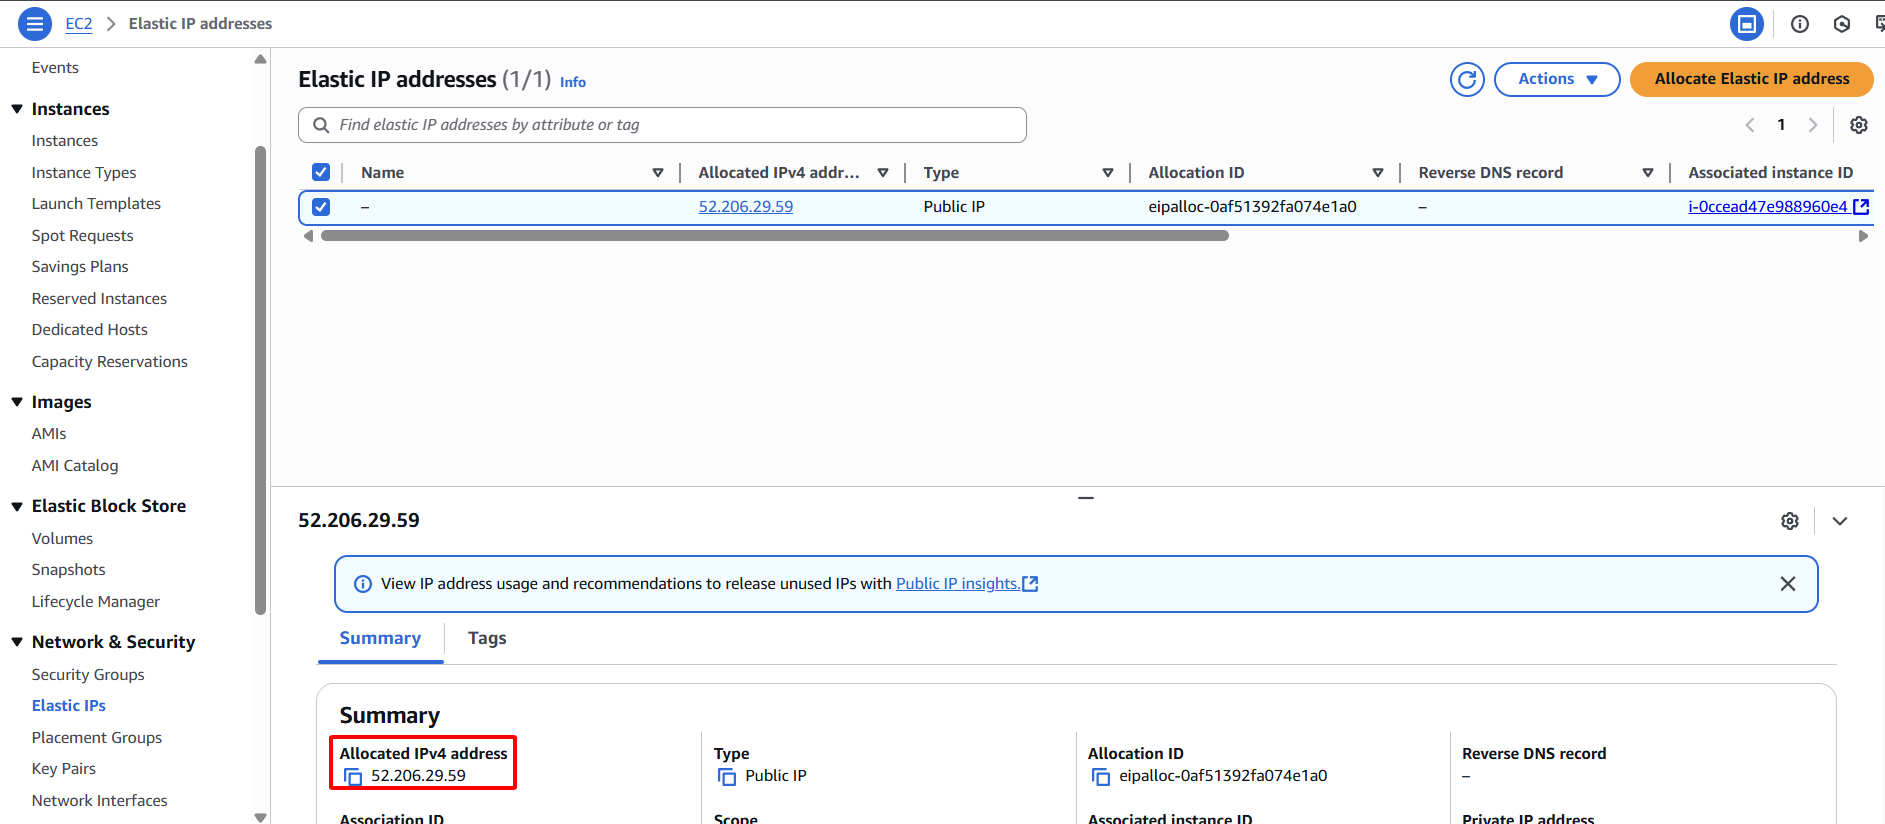 EC2 > Elastic IP addresses
Events
Instances
Instances
Instance Types
Launch Templates
Spot Requests
Savings Plans
Reserved Instances
Dedicated Hosts
Capacity Reservations
Images
AMIs
AMI Catalog
Elastic Block Store
Volumes
Snapshots
Lifecycle Manager
Network & Security
Security Groups
Elastic IPs
Placement Groups
Key Pairs
Network Interfaces
Elastic IP addresses (1/1) Info
Actions
Allocate Elastic IP address
Find elastic IP addresses by attribute or tag
1
Name Allocated IPv4 addr... Type Allocation ID Reverse DNS record Associated instance ID
– 52.206.29.59 Public IP eipalloc-0af51392fa074e1a0 – i-0ccead47e988960e4
52.206.29.59
View IP address usage and recommendations to release unused IPs with Public IP insights.
Summary Tags
Summary
Allocated IPv4 address
52.206.29.59
Type
Public IP
Allocation ID
eipalloc-0af51392fa074e1a0
Reverse DNS record
–
Association ID
Scope
Associated instance ID
Private IP address